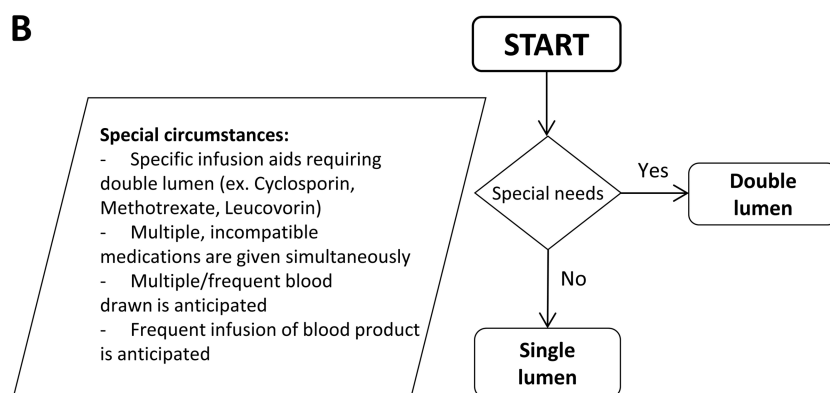 B
START
Special circumstances:
- Specific infusion aids requiring
double lumen (ex. Cyclosporin,
Methotrexate, Leucovorin)
- Multiple, incompatible
medications are given simultaneously
- Multiple/frequent blood
drawn is anticipated
- Frequent infusion of blood product
is anticipated
Special needs
Yes
Double
lumen
No
Single
lumen